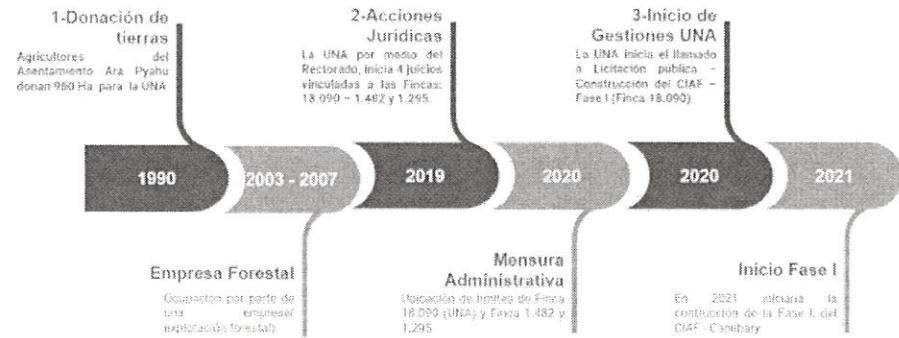 1-Donación de
tierras
Agricultores del
Asentamiento Ara Pyahu
donan 960 Ha para la UNA
2-Acciones
Juridicas
La UNA por medio del
Rectorado, inicia 4 juicios
vinculadas a las Fincas:
18.090 – 1.482 y 1.295.
3-Inicio de
Gestiones UNA
La UNA inicia el llamado
a Licitación publica –
Construcción del CIAF –
Fase I (Finca 18.090)
1990
2003 - 2007
2019
2020
2020
2021
Empresa Forestal
Ocupación por parte de
una empresa(
explotación forestal)
Mensura
Administrativa
Ubicación de limites de Finca
18.090 (UNA) y Finca 1.482 y
1.295
Inicio Fase I
En 2021 iniciaria la
contrucción de la Fase I, del
CIAF - Canibary